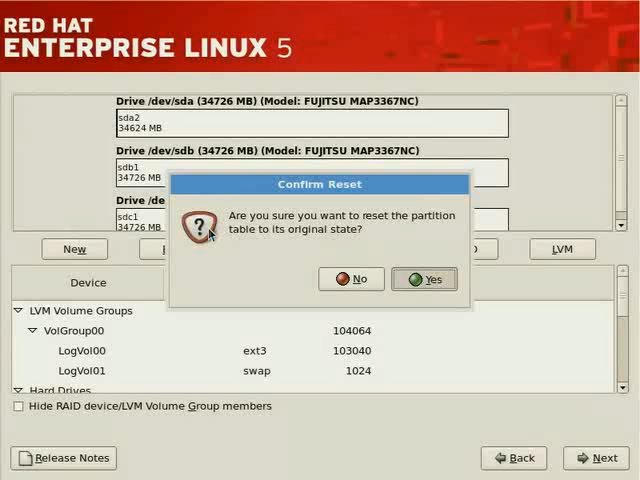 RED HAT
ENTERPRISE LINUX 5
Drive /dev/sda (34726 MB) (Model: FUJITSU MAP3367NC)
sda2
34624 MB
Drive /dev/sdb (34726 MB) (Model: FUJITSU MAP3367NC)
sdb1
34726 MB
Drive
sdc1
34726 MB
Confirm Reset
Are you sure you want to reset the partition
table to its original state?
No
Yes
New
LVM
Device
LVM Volume Groups
VolGroup00 104064
LogVol00 ext3 103040
LogVol01 swap 1024
Hard Drives
Hide RAID device/LVM Volume Group members
Release Notes
Back
Next